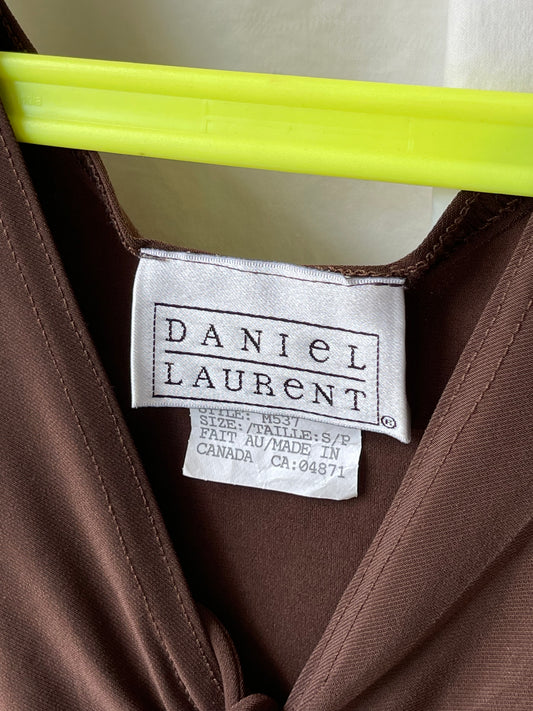 DANIeL
LAUReNT
®
STYLE: M537
SIZE:/TAILLE:S/P
FAIT AU/MADE IN
CANADA CA:04871